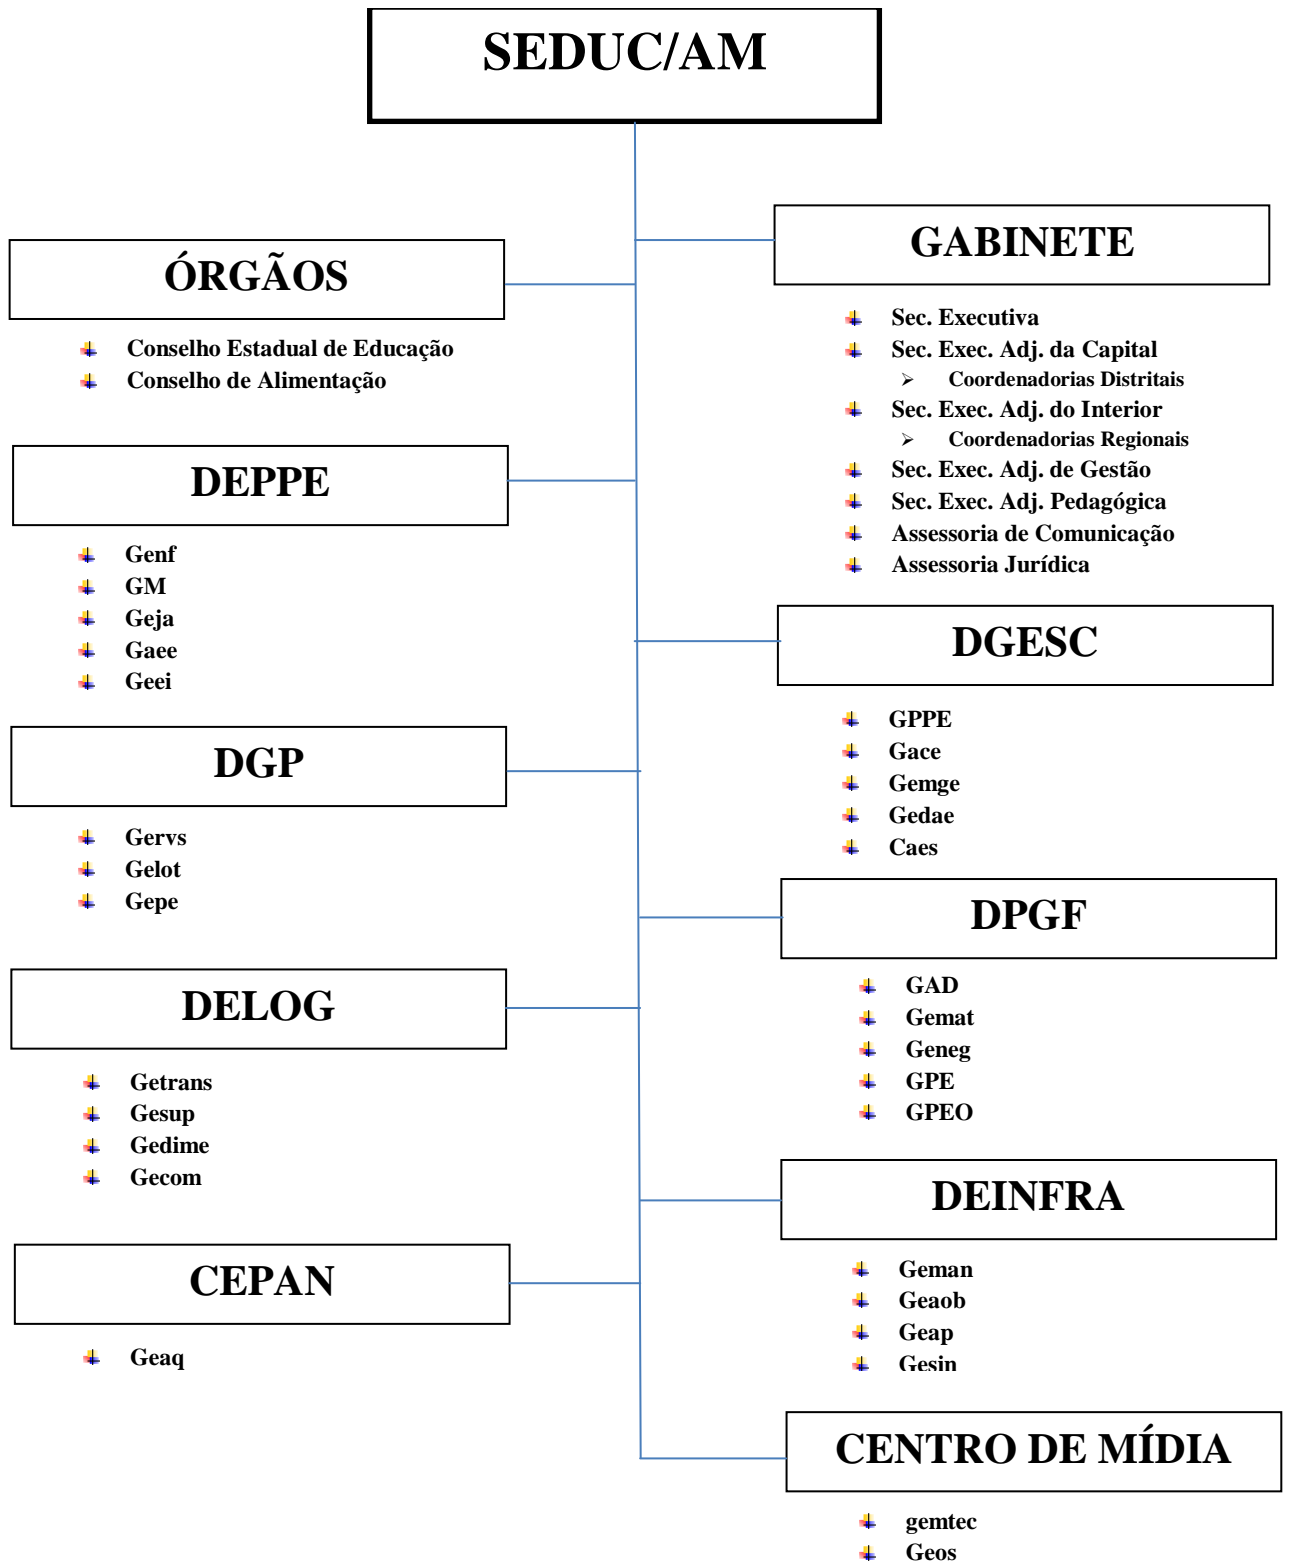 SEDUC/AM
ÓRGÃOS
Conselho Estadual de Educação
Conselho de Alimentação
DEPPE
Genf
GM
Geja
Gaee
Geei
DGP
Gervs
Gelot
Gepe
DELOG
Getrans
Gesup
Gedime
Gecom
CEPAN
Geaq
GABINETE
Sec. Executiva
Sec. Exec. Adj. da Capital
Coordenadorias Distritais
Sec. Exec. Adj. do Interior
Coordenadorias Regionais
Sec. Exec. Adj. de Gestão
Sec. Exec. Adj. Pedagógica
Assessoria de Comunicação
Assessoria Jurídica
DGESC
GPPE
Gace
Gemge
Gedae
Caes
DPGF
GAD
Gemat
Geneg
GPE
GPEO
DEINFRA
Geman
Geaob
Geap
Gesin
CENTRO DE MÍDIA
gemtec
Geos